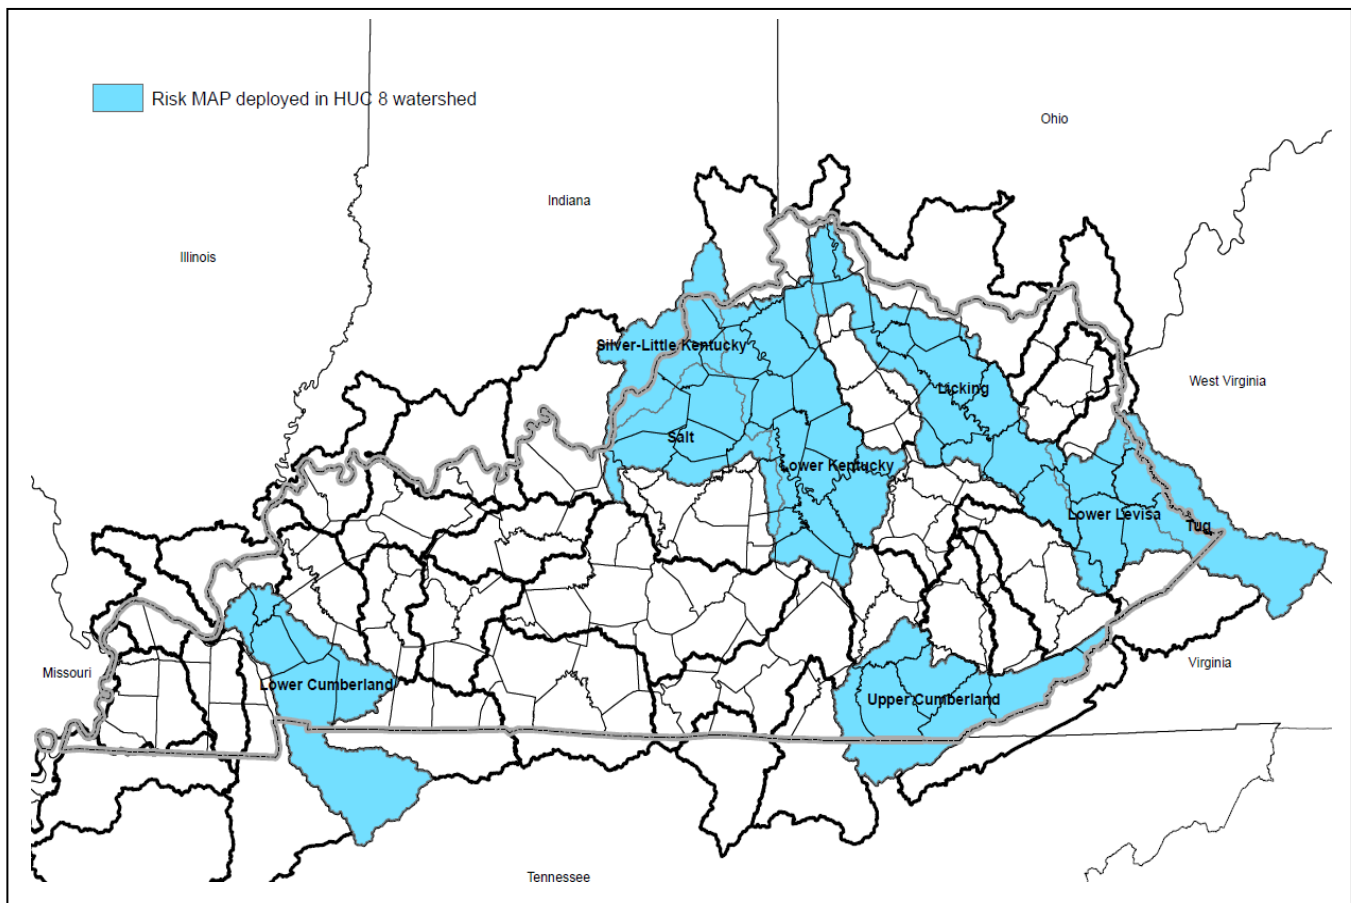 Risk MAP deployed in HUC 8 watershed
Ohio
Indiana
Illinois
Silver-Little Kentucky
West Virginia
Licking
Salt
Lower Kentucky
Lower Levisa
Tug
Missouri
Virginia
Lower Cumberland
Upper Cumberland
Tennessee